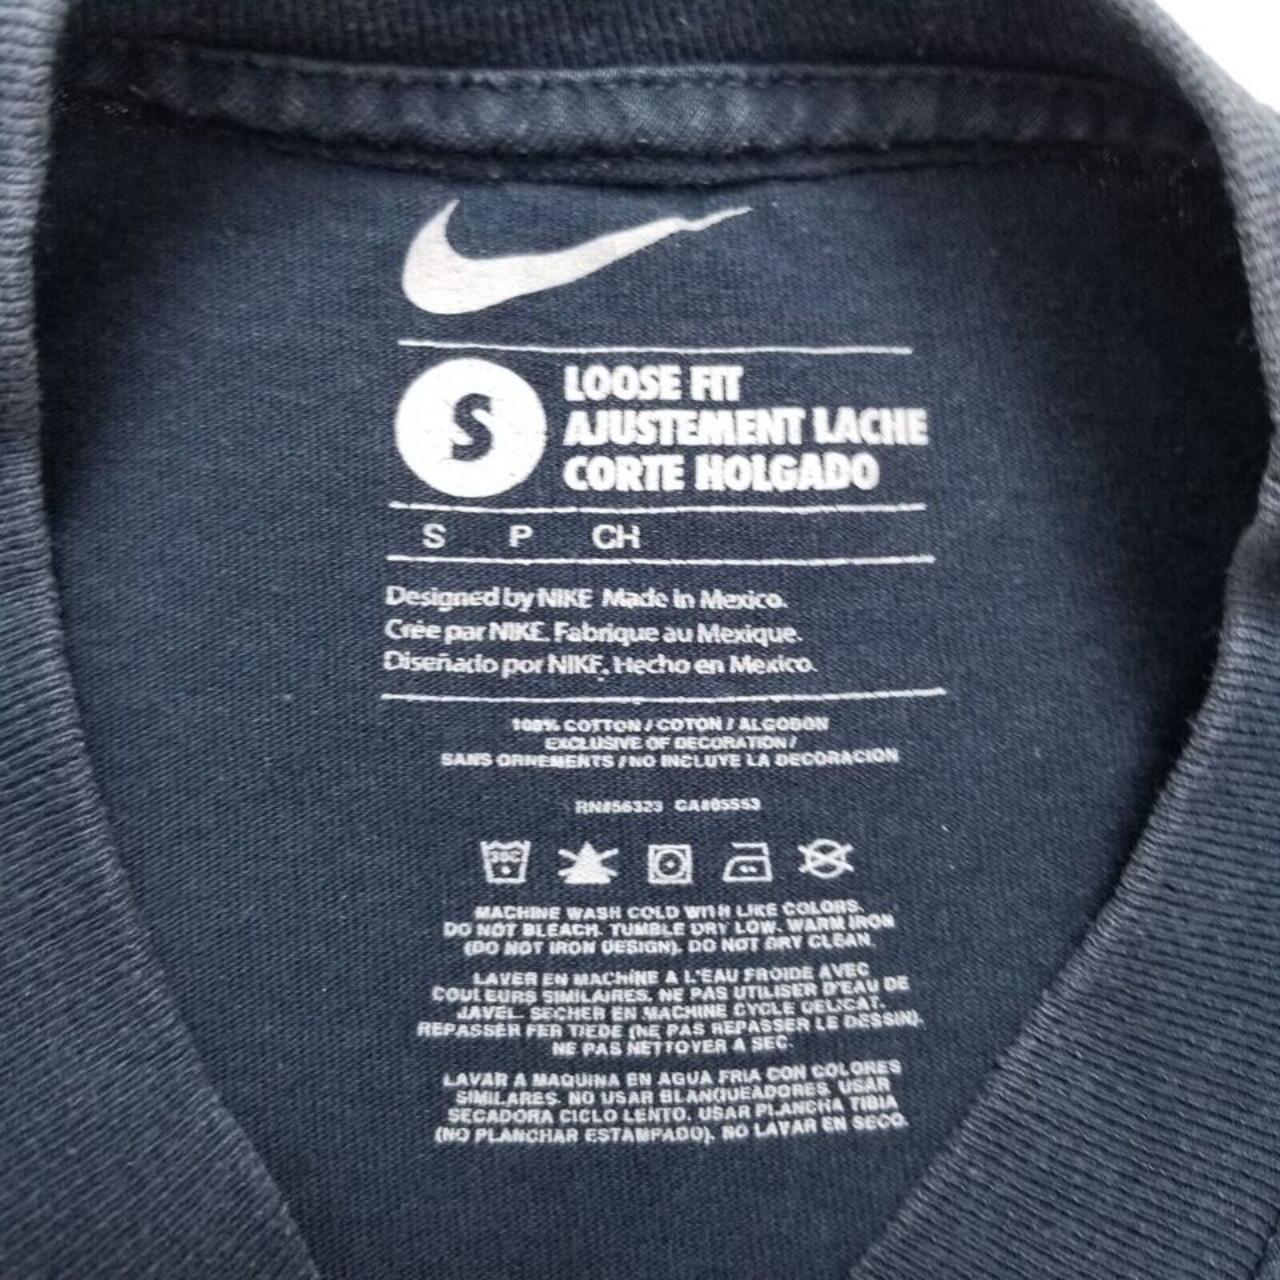 S
LOOSE FIT
AJUSTEMENT LACHE
CORTE HOLGADO
S P CH
Designed by NIKE Made in Mexico.
Crée par NIKE. Fabrique au Mexique.
Diseñado por NIKE. Hecho en Mexico.
100% COTTON / COTON / ALGODON
EXCLUSIVE OF DECORATION /
SANS ORNEMENTS / NO INCLUYE LA DECORACION
RN#56323 CA#05553
30C
MACHINE WASH COLD WITH LIKE COLORS.
DO NOT BLEACH. TUMBLE DRY LOW. WARM IRON
(DO NOT IRON DESIGN). DO NOT DRY CLEAN.
LAVER EN MACHINE A L'EAU FROIDE AVEC
COULEURS SIMILAIRES. NE PAS UTILISER D'EAU DE
JAVEL. SECHER EN MACHINE CYCLE DELICAT.
REPASSER FER TIEDE (NE PAS REPASSER LE DESSIN).
NE PAS NETTOYER A SEC.
LAVAR A MAQUINA EN AGUA FRIA CON COLORES
SIMILARES. NO USAR BLANQUEADORES. USAR
SECADORA CICLO LENTO. USAR PLANCHA TIBIA
(NO PLANCHAR ESTAMPADO). NO LAVAR EN SECO.